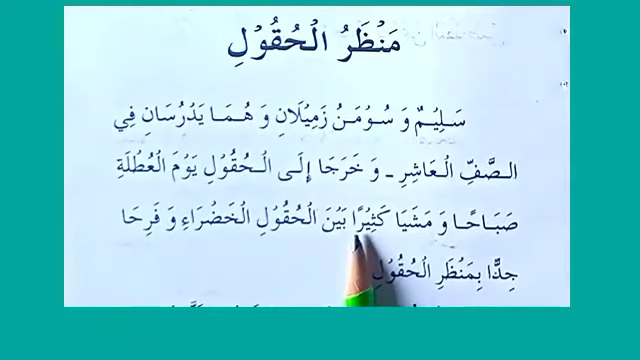 مَنْظَرُ الْحُقُوْلِ
سَلِيْمٌ وَ سُوْمَنُ زَمِيْلَانِ وَ هُمَا يَدْرُسَانِ فِي
الصَّفِّ الْعَاشِرِ ـ وَ خَرَجَا إِلَى الْحُقُوْلِ يَوْمَ الْعُطْلَةِ
صَبَاحًا وَ مَشَيَا كَثِيْرًا بَيْنَ الْحُقُوْلِ الْخَضْرَاءِ وَ فَرِحَا
جِدًّا بِمَنْظَرِ الْحُقُوْلِ